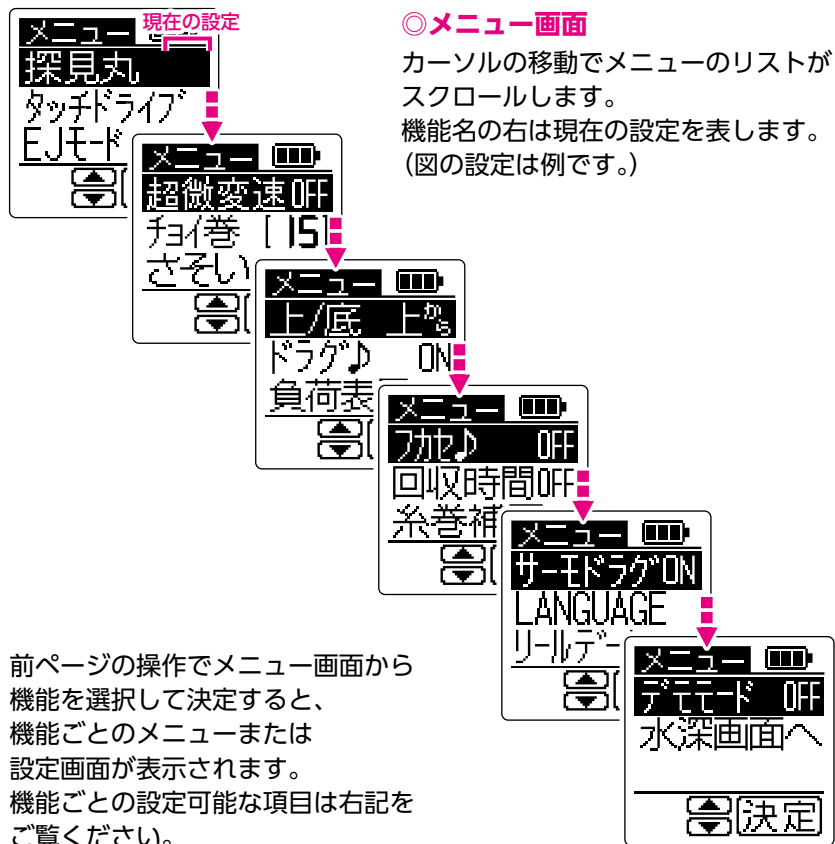 現在の設定
メニュー
探見丸
タッチドライブ
EJモード
◎メニュー画面
カーソルの移動でメニューのリストが
スクロールします。
機能名の右は現在の設定を表します。
(図の設定は例です。)
メニュー
超微変速OFF
チョイ巻 [ 15]
さそい
メニュー
上/底 上から
ドラグ♪ ON
負荷表
メニュー
フカセ♪ OFF
回収時間OFF
糸巻補
メニュー
サーモドラグON
LANGUAGE
リールデー
メニュー
デモモード OFF
水深画面へ
決定
前ページの操作でメニュー画面から
機能を選択して決定すると、
機能ごとのメニューまたは
設定画面が表示されます。
機能ごとの設定可能な項目は右記を
ご覧ください。